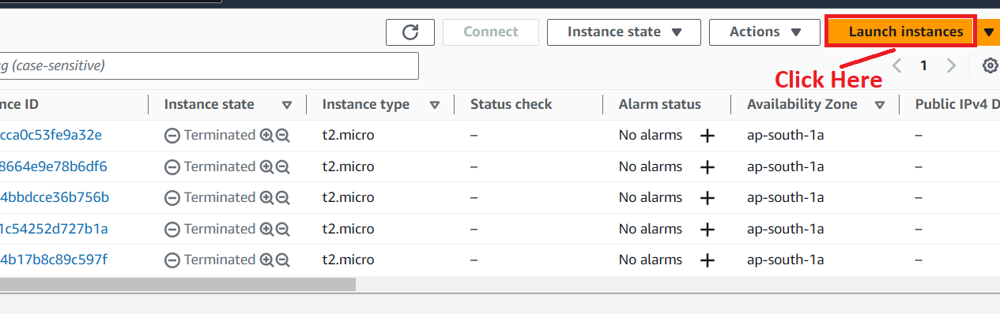 Connect Instance state Actions Launch instances
g (case-sensitive) 1
Click Here
nce ID Instance state Instance type Status check Alarm status Availability Zone Public IPv4 D
cca0c53fe9a32e Terminated t2.micro – No alarms + ap-south-1a –
8664e9e78b6df6 Terminated t2.micro – No alarms + ap-south-1a –
4bbdcce36b756b Terminated t2.micro – No alarms + ap-south-1a –
1c54252d727b1a Terminated t2.micro – No alarms + ap-south-1a –
4b17b8c89c597f Terminated t2.micro – No alarms + ap-south-1a –